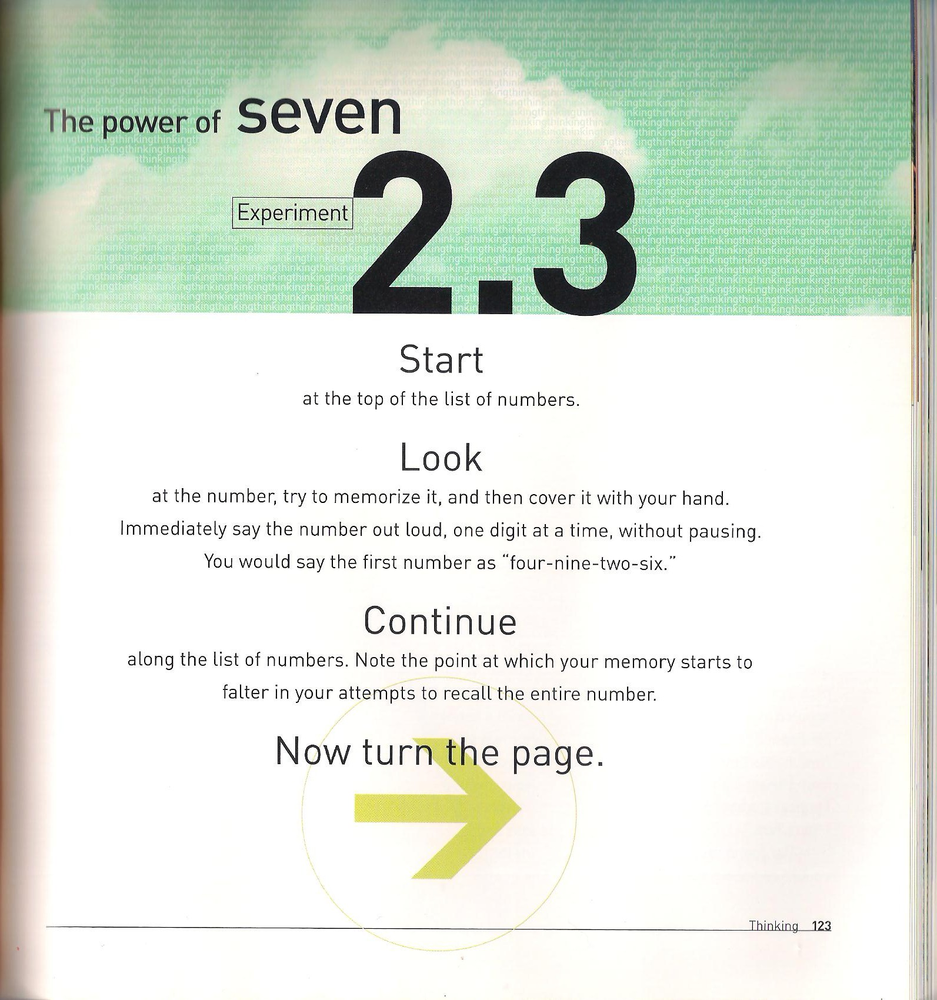 The power of seven
Experiment 2.3
Start
at the top of the list of numbers.
Look
at the number, try to memorize it, and then cover it with your hand.
Immediately say the number out loud, one digit at a time, without pausing.
You would say the first number as “four-nine-two-six.”
Continue
along the list of numbers. Note the point at which your memory starts to
falter in your attempts to recall the entire number.
Now turn the page.
Thinking 123